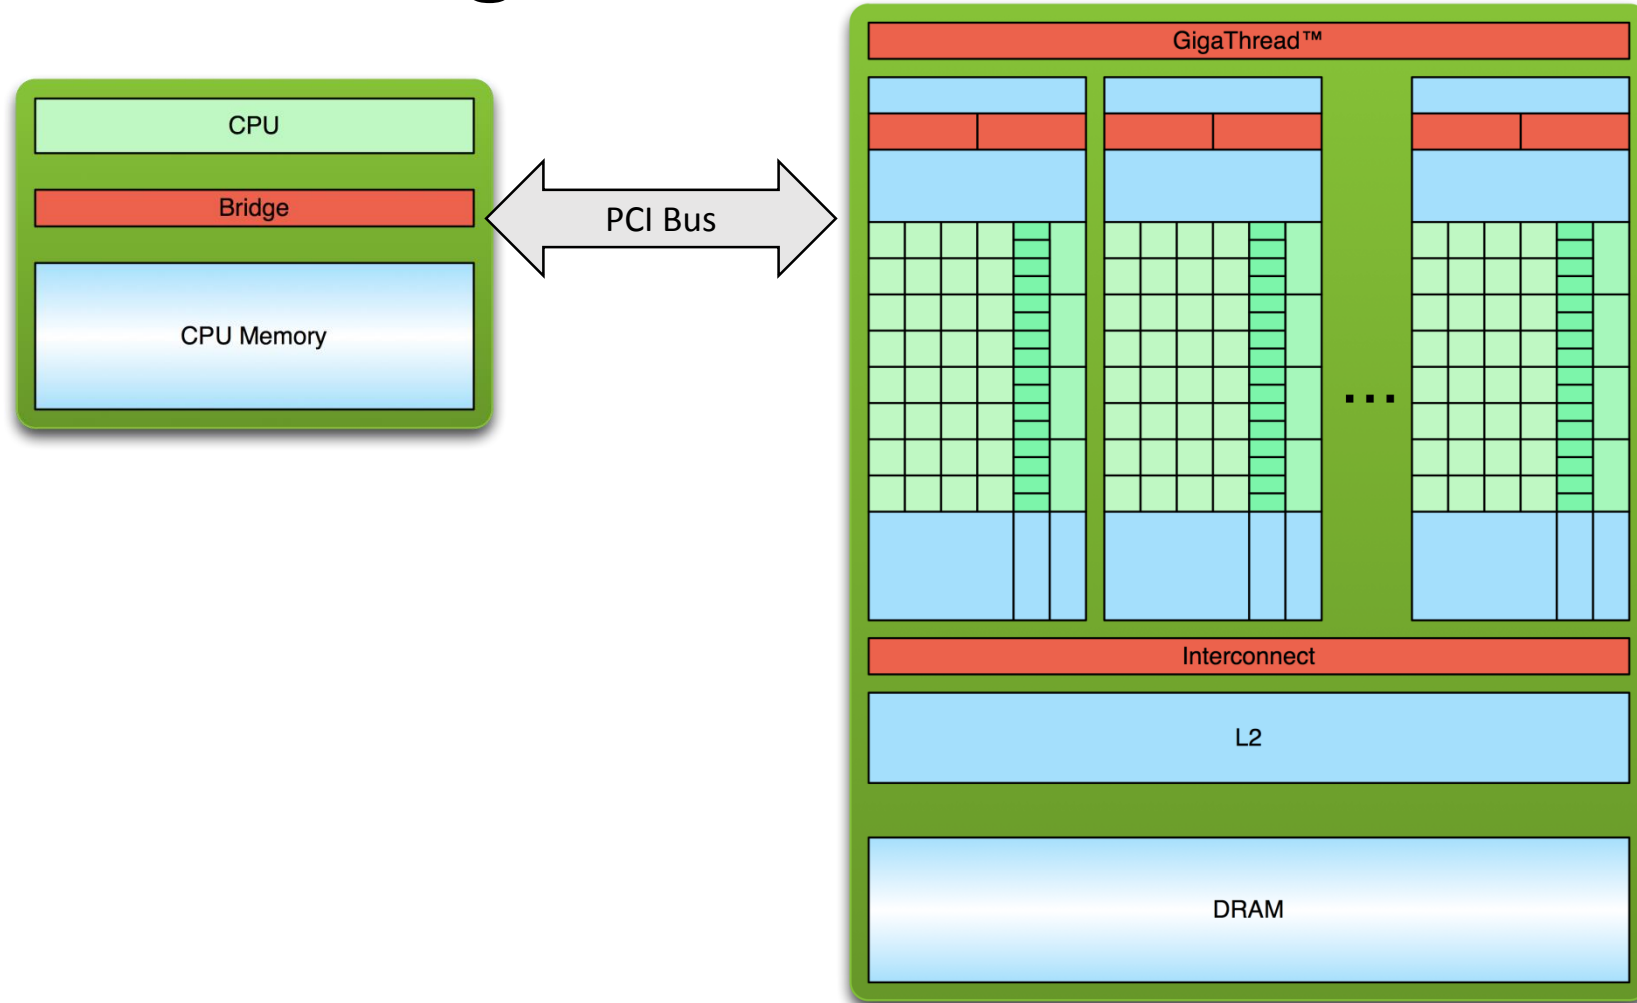 GigaThread™
CPU
Bridge
PCI Bus
CPU Memory
...
Interconnect
L2
DRAM